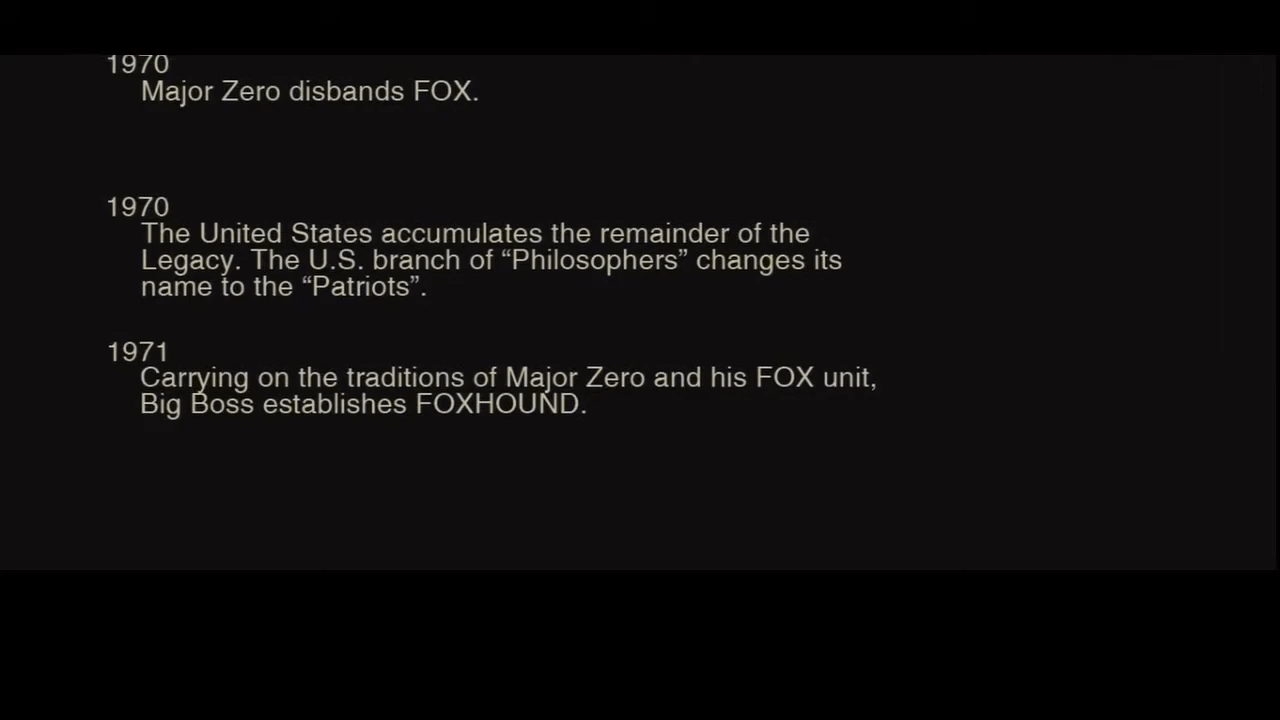 1970
Major Zero disbands FOX.
1970
The United States accumulates the remainder of the
Legacy. The U.S. branch of “Philosophers” changes its
name to the “Patriots”.
1971
Carrying on the traditions of Major Zero and his FOX unit,
Big Boss establishes FOXHOUND.